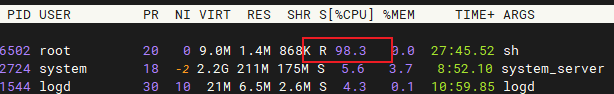 PID USER PR NI VIRT RES SHR S[%CPU] %MEM TIME+ ARGS
6502 root 20 0 9.0M 1.4M 868K R 98.3 0.0 27:45.52 sh
2724 system 18 -2 2.2G 211M 175M S 5.6 3.7 8:52.10 system_server
1544 logd 30 10 21M 6.5M 2.6M S 4.3 0.1 10:59.85 logd